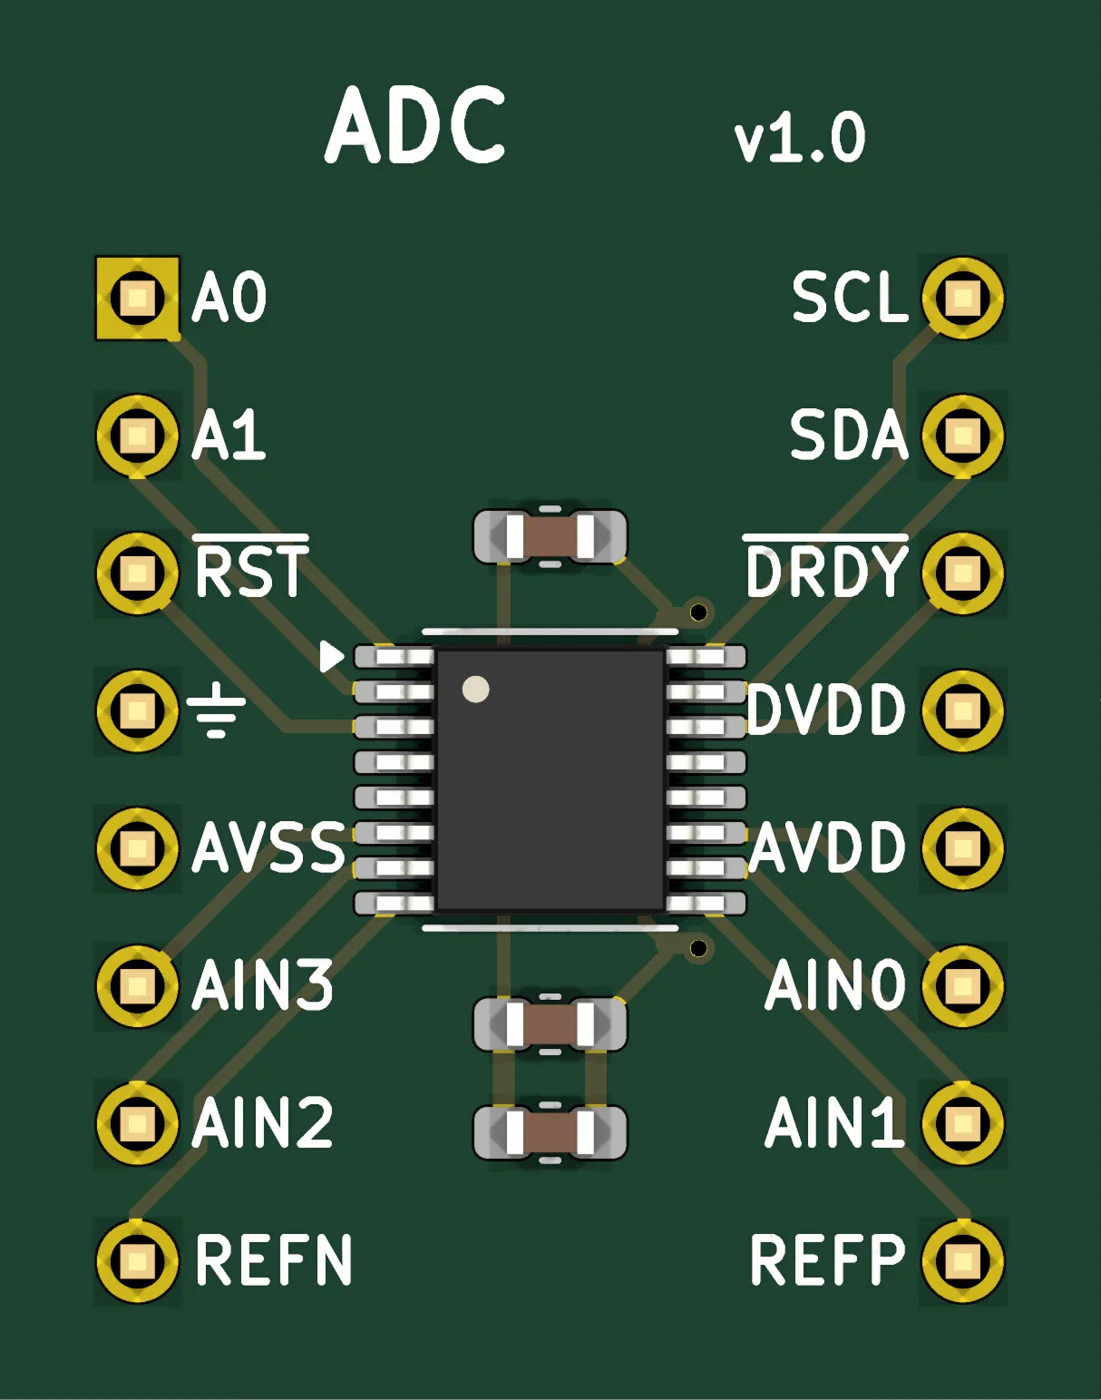 ADC v1.0
A0 SCL
A1 SDA
RST DRDY
DVDD
AVSS AVDD
AIN3 AIN0
AIN2 AIN1
REFN REFP